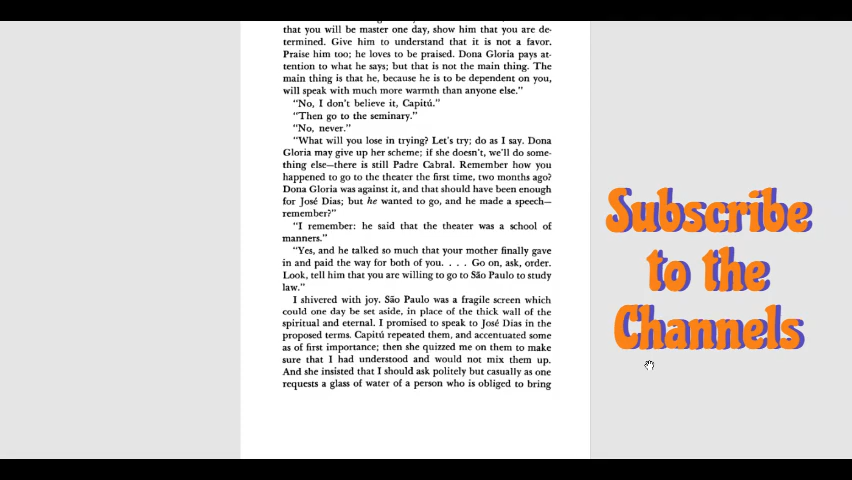 that you will be master one day, show him that you are de-
termined. Give him to understand that it is not a favor.
Praise him too; he loves to be praised. Dona Gloria pays at-
tention to what he says; but that is not the main thing. The
main thing is that he, because he is to be dependent on you,
will speak with much more warmth than anyone else."
"No, I don't believe it, Capitú."
"Then go to the seminary."
"No, never."
"What will you lose in trying? Let's try; do as I say. Dona
Gloria may give up her scheme; if she doesn't, we'll do some-
thing else—there is still Padre Cabral. Remember how you
happened to go to the theater the first time, two months ago?
Dona Gloria was against it, and that should have been enough
for José Dias; but he wanted to go, and he made a speech—
remember?"
"I remember: he said that the theater was a school of
manners."
"Yes, and he talked so much that your mother finally gave
in and paid the way for both of you. . . . Go on, ask, order.
Look, tell him that you are willing to go to São Paulo to study
law."
I shivered with joy. São Paulo was a fragile screen which
could one day be set aside, in place of the thick wall of the
spiritual and eternal. I promised to speak to José Dias in the
proposed terms. Capitú repeated them, and accentuated some
as of first importance; then she quizzed me on them to make
sure that I had understood and would not mix them up.
And she insisted that I should ask politely but casually as one
requests a glass of water of a person who is obliged to bring
Subscribe
to the
Channels